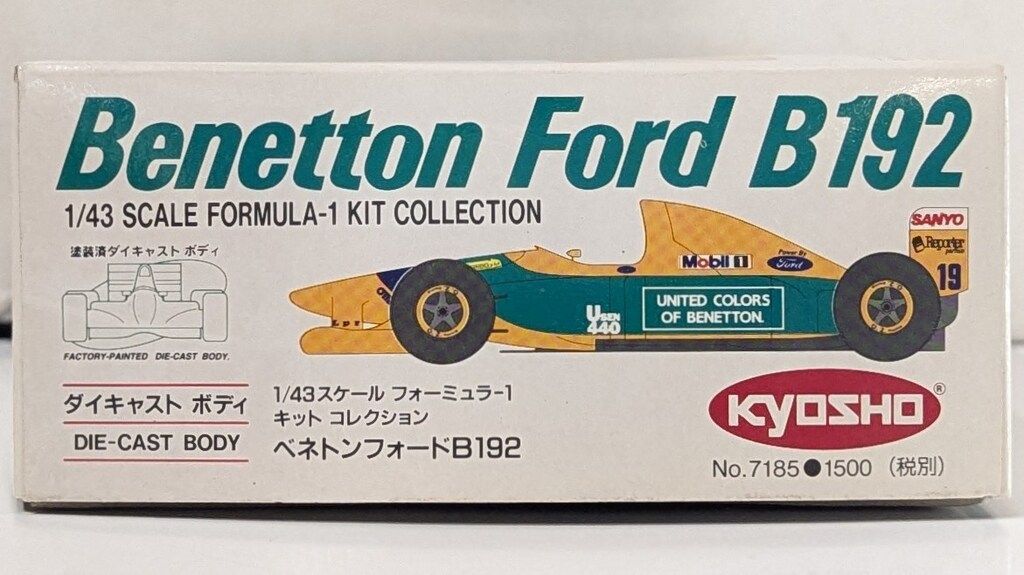 Benetton Ford B192
1/43 SCALE FORMULA-1 KIT COLLECTION
塗装済ダイキャスト ボディ
FACTORY-PAINTED DIE-CAST BODY.
SANYO
Reporter
19
Mobil 1
Power By
Ford
USEN
440
UNITED COLORS
OF BENETTON.
ダイキャスト ボディ
DIE-CAST BODY
1/43スケール フォーミュラ-1
キット コレクション
ベネトンフォードB192
KYOSHO®
No.7185●1500 (税別)